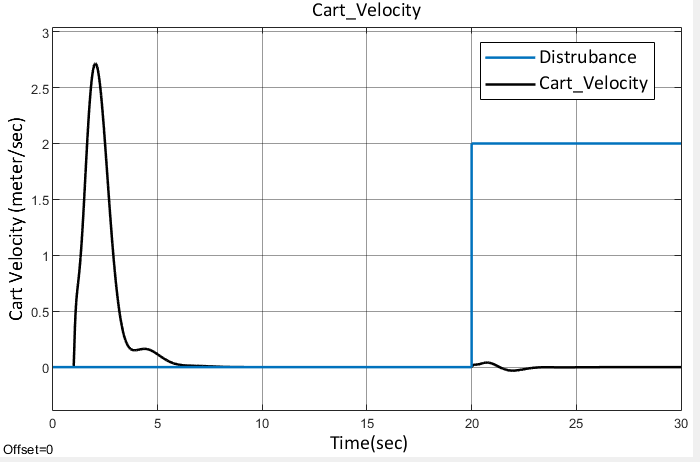 Cart_Velocity
3
2.5
2
1.5
1
0.5
0
Cart Velocity (meter/sec)
Distrubance
Cart_Velocity
0 5 10 15 20 25 30
Time(sec)
Offset=0